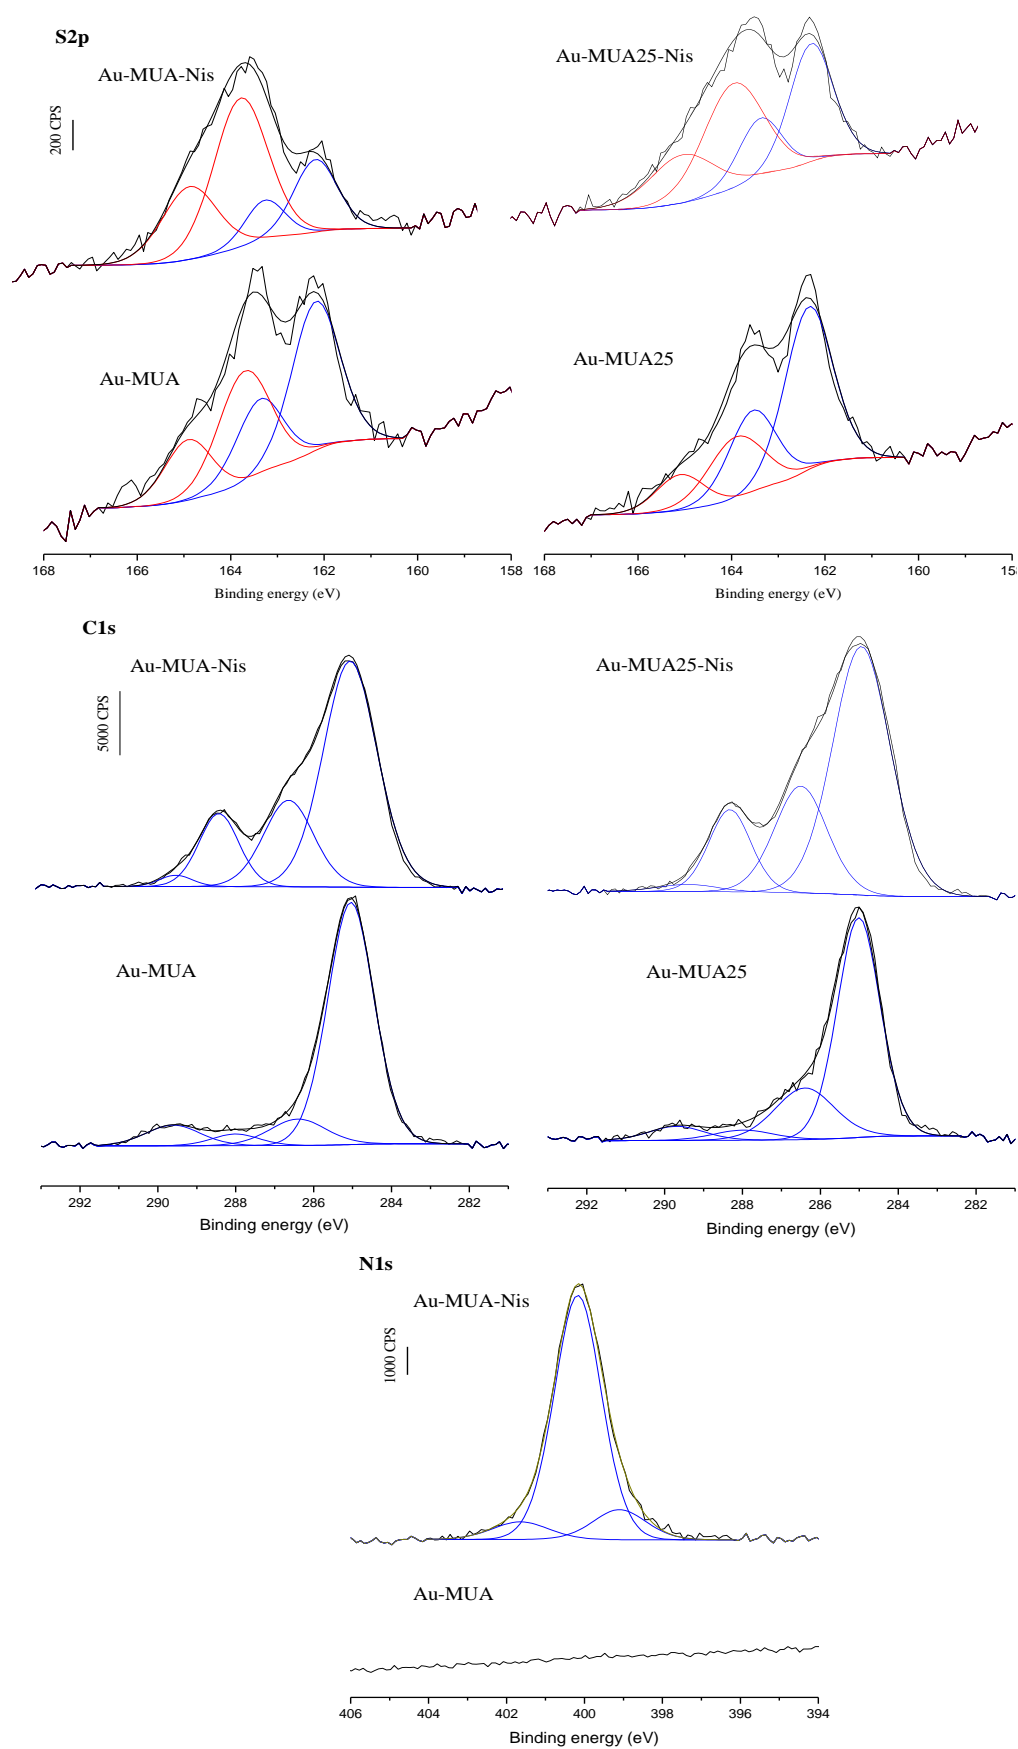 S2p
Au-MUA-Nis
Au-MUA25-Nis
200 CPS
Au-MUA
Au-MUA25
168 166 164 162 160 158
168 166 164 162 160 158
Binding energy (eV)
Binding energy (eV)
C1s
Au-MUA-Nis
Au-MUA25-Nis
5000 CPS
Au-MUA
Au-MUA25
292 290 288 286 284 282
292 290 288 286 284 282
Binding energy (eV)
Binding energy (eV)
N1s
Au-MUA-Nis
1000 CPS
Au-MUA
406 404 402 400 398 396 394
Binding energy (eV)